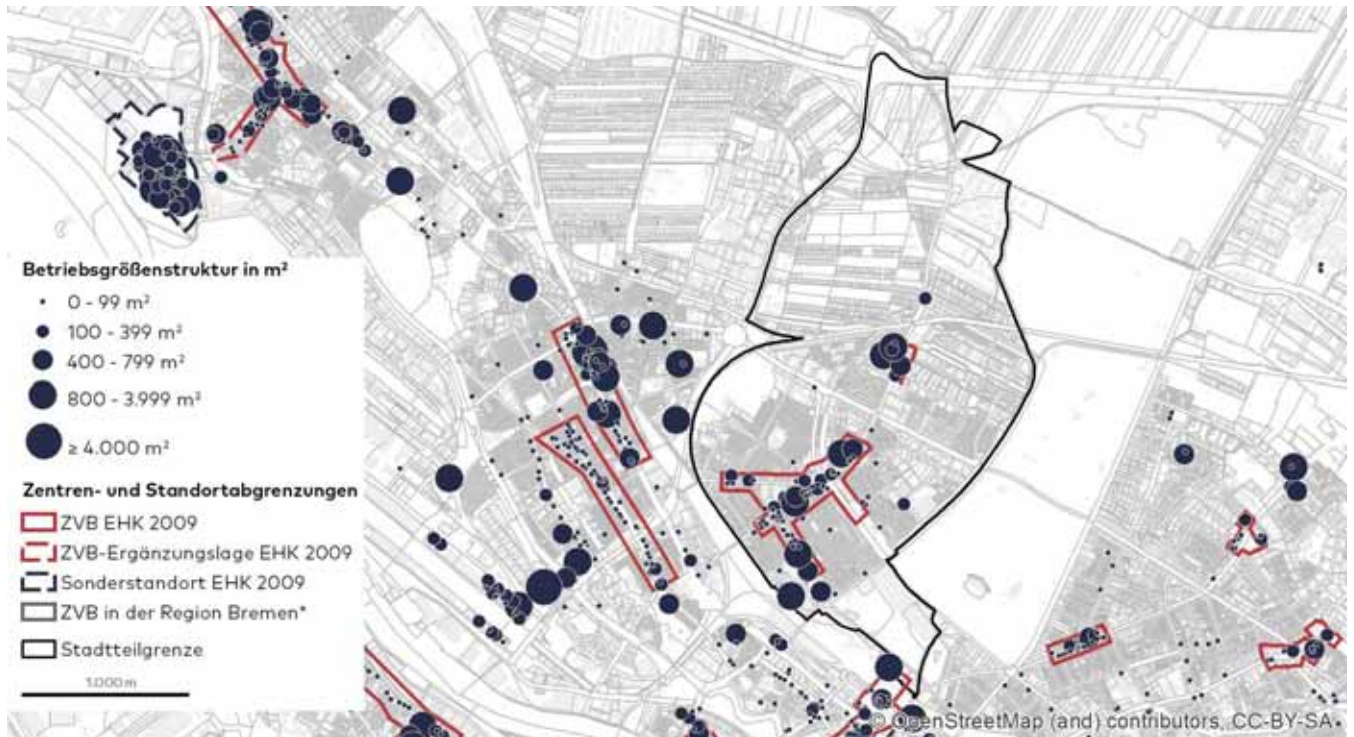 Betriebsgrößenstruktur in m²
0 - 99 m²
100 - 399 m²
400 - 799 m²
800 - 3.999 m²
≥ 4.000 m²
Zentren- und Standortabgrenzungen
ZVB EHK 2009
ZVB-Ergänzungslage EHK 2009
Sonderstandort EHK 2009
ZVB in der Region Bremen*
Stadtteilgrenze
1.000 m
© OpenStreetMap (and) contributors, CC-BY-SA